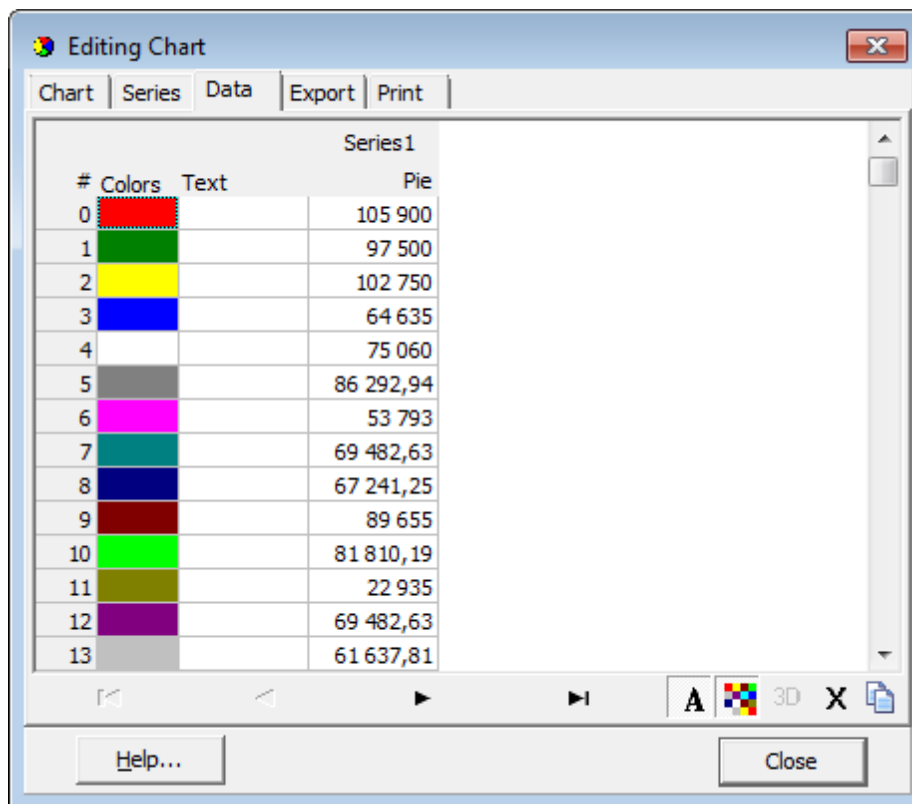 Editing Chart
Chart Series Data Export Print
Series1
# Colors Text Pie
0 105 900
1 97 500
2 102 750
3 64 635
4 75 060
5 86 292,94
6 53 793
7 69 482,63
8 67 241,25
9 89 655
10 81 810,19
11 22 935
12 69 482,63
13 61 637,81
A 3D X
Help... Close